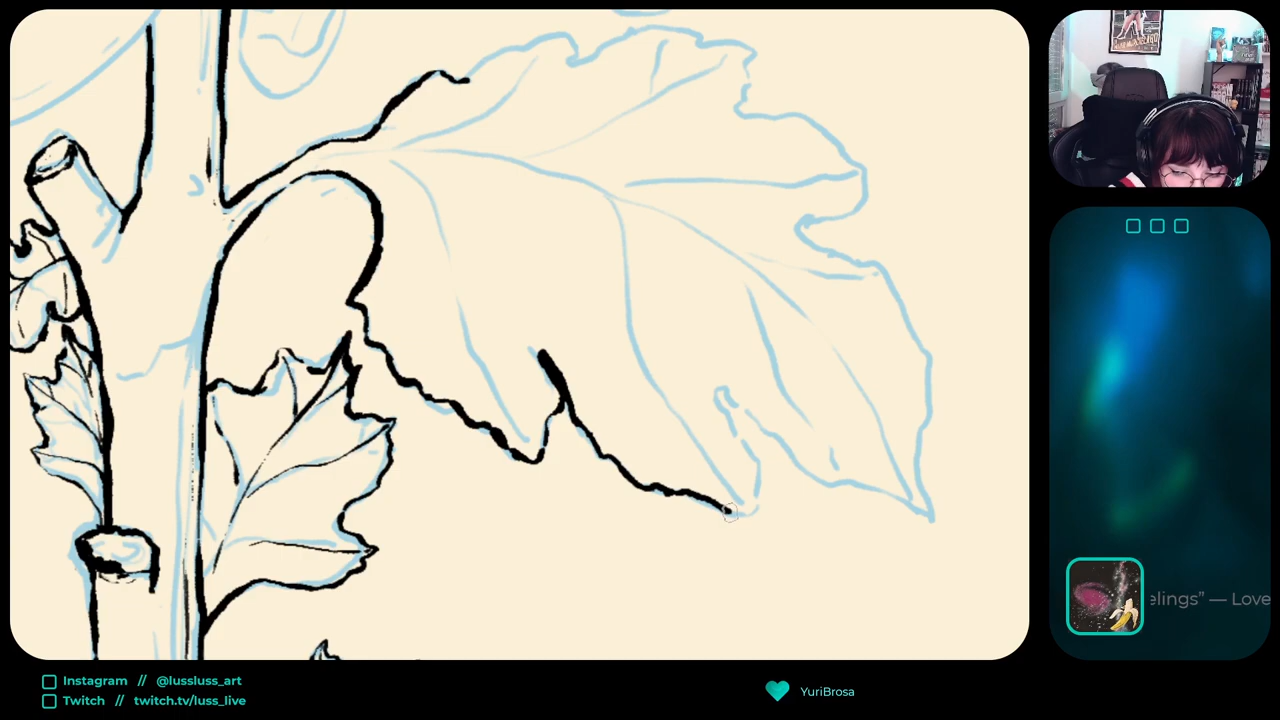 elings” — Love
Instagram // @lussluss_art
Twitch // twitch.tv/luss_live
YuriBrosa